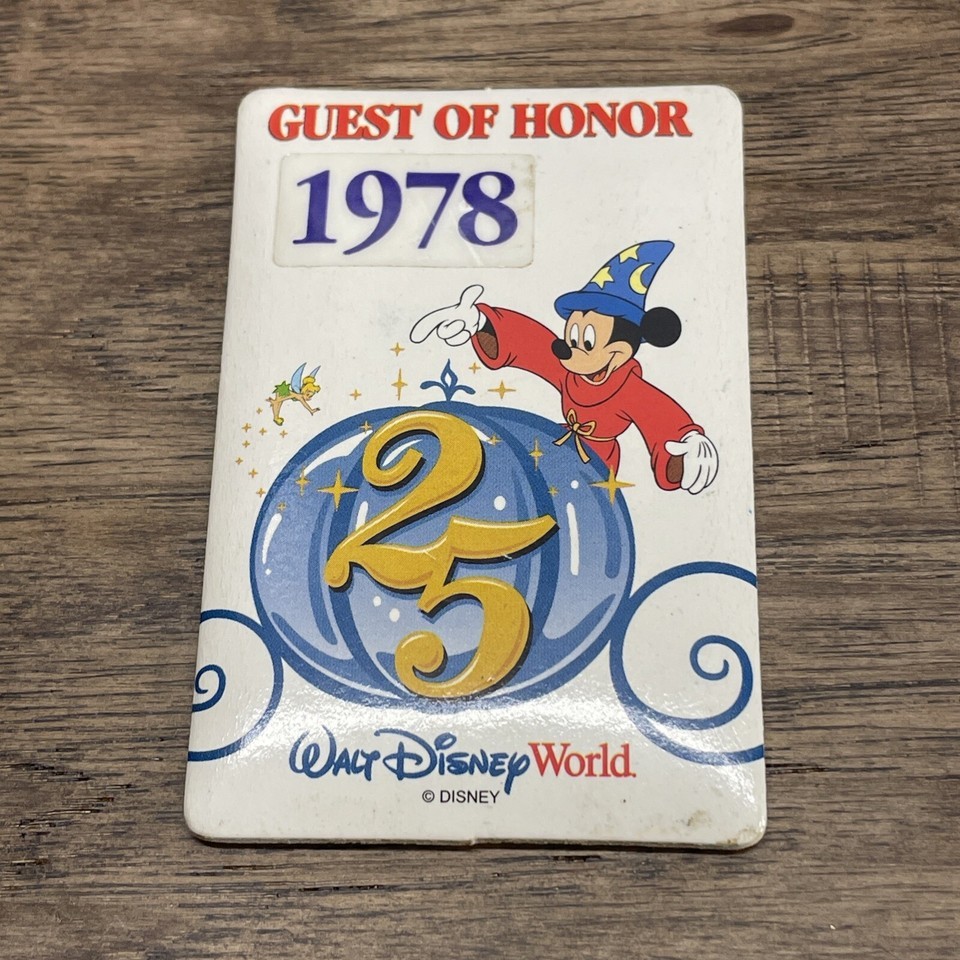 GUEST OF HONOR
1978
25
Walt Disney World.
© DISNEY